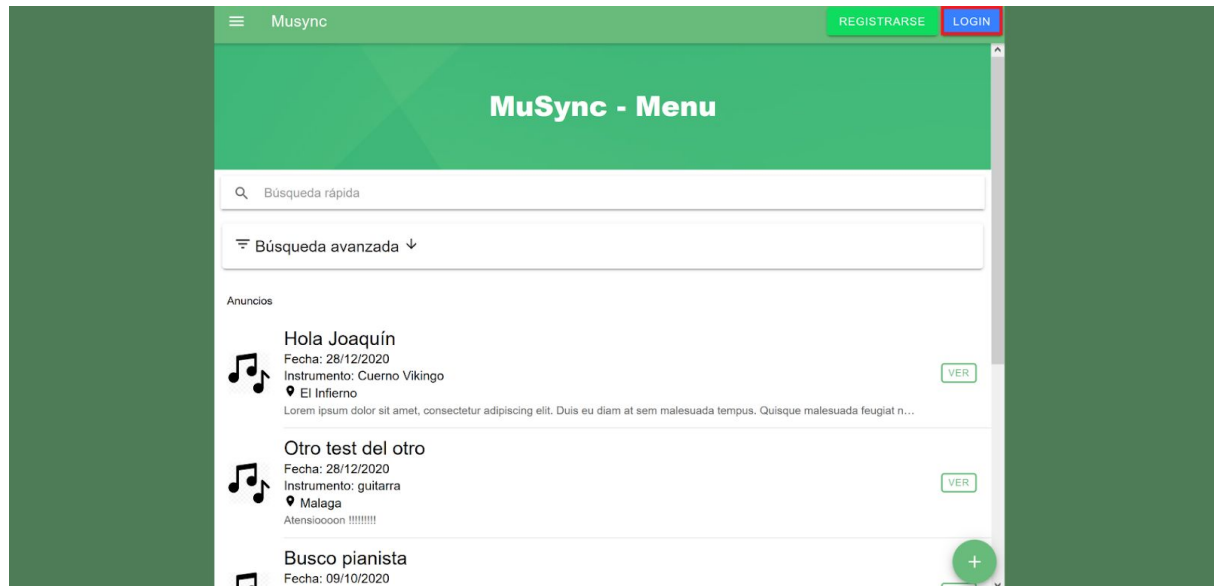 Musync
REGISTRARSE
LOGIN
MuSync - Menu
Búsqueda rápida
Búsqueda avanzada
Anuncios
Hola Joaquín
Fecha: 28/12/2020
Instrumento: Cuerno Vikingo
El Infierno
Lorem ipsum dolor sit amet, consectetur adipiscing elit. Duis eu diam at sem malesuada tempus. Quisque malesuada feugiat n...
VER
Otro test del otro
Fecha: 28/12/2020
Instrumento: guitarra
Malaga
Atensioooon !!!!!!!!!
VER
Busco pianista
Fecha: 09/10/2020
+